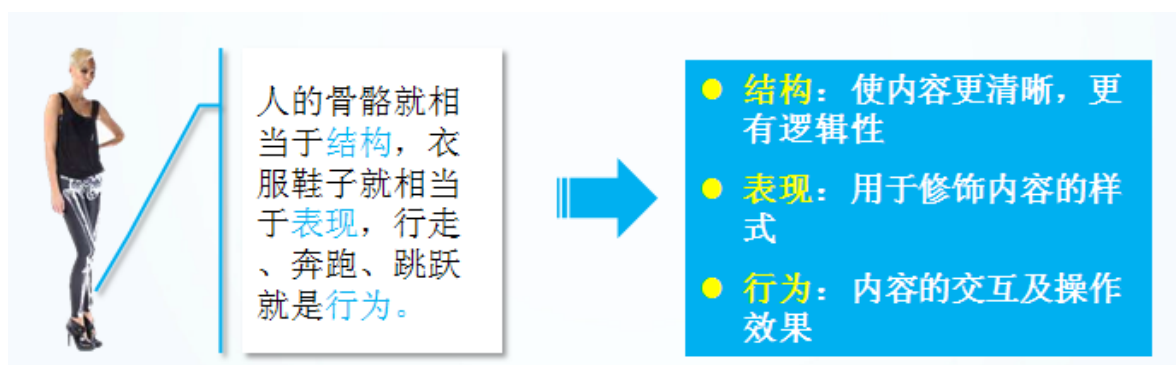 人的骨骼就相
当于结构，衣
服鞋子就相当
于表现，行走
、奔跑、跳跃
就是行为。
结构：使内容更清晰，更
有逻辑性
表现：用于修饰内容的样
式
行为：内容的交互及操作
效果